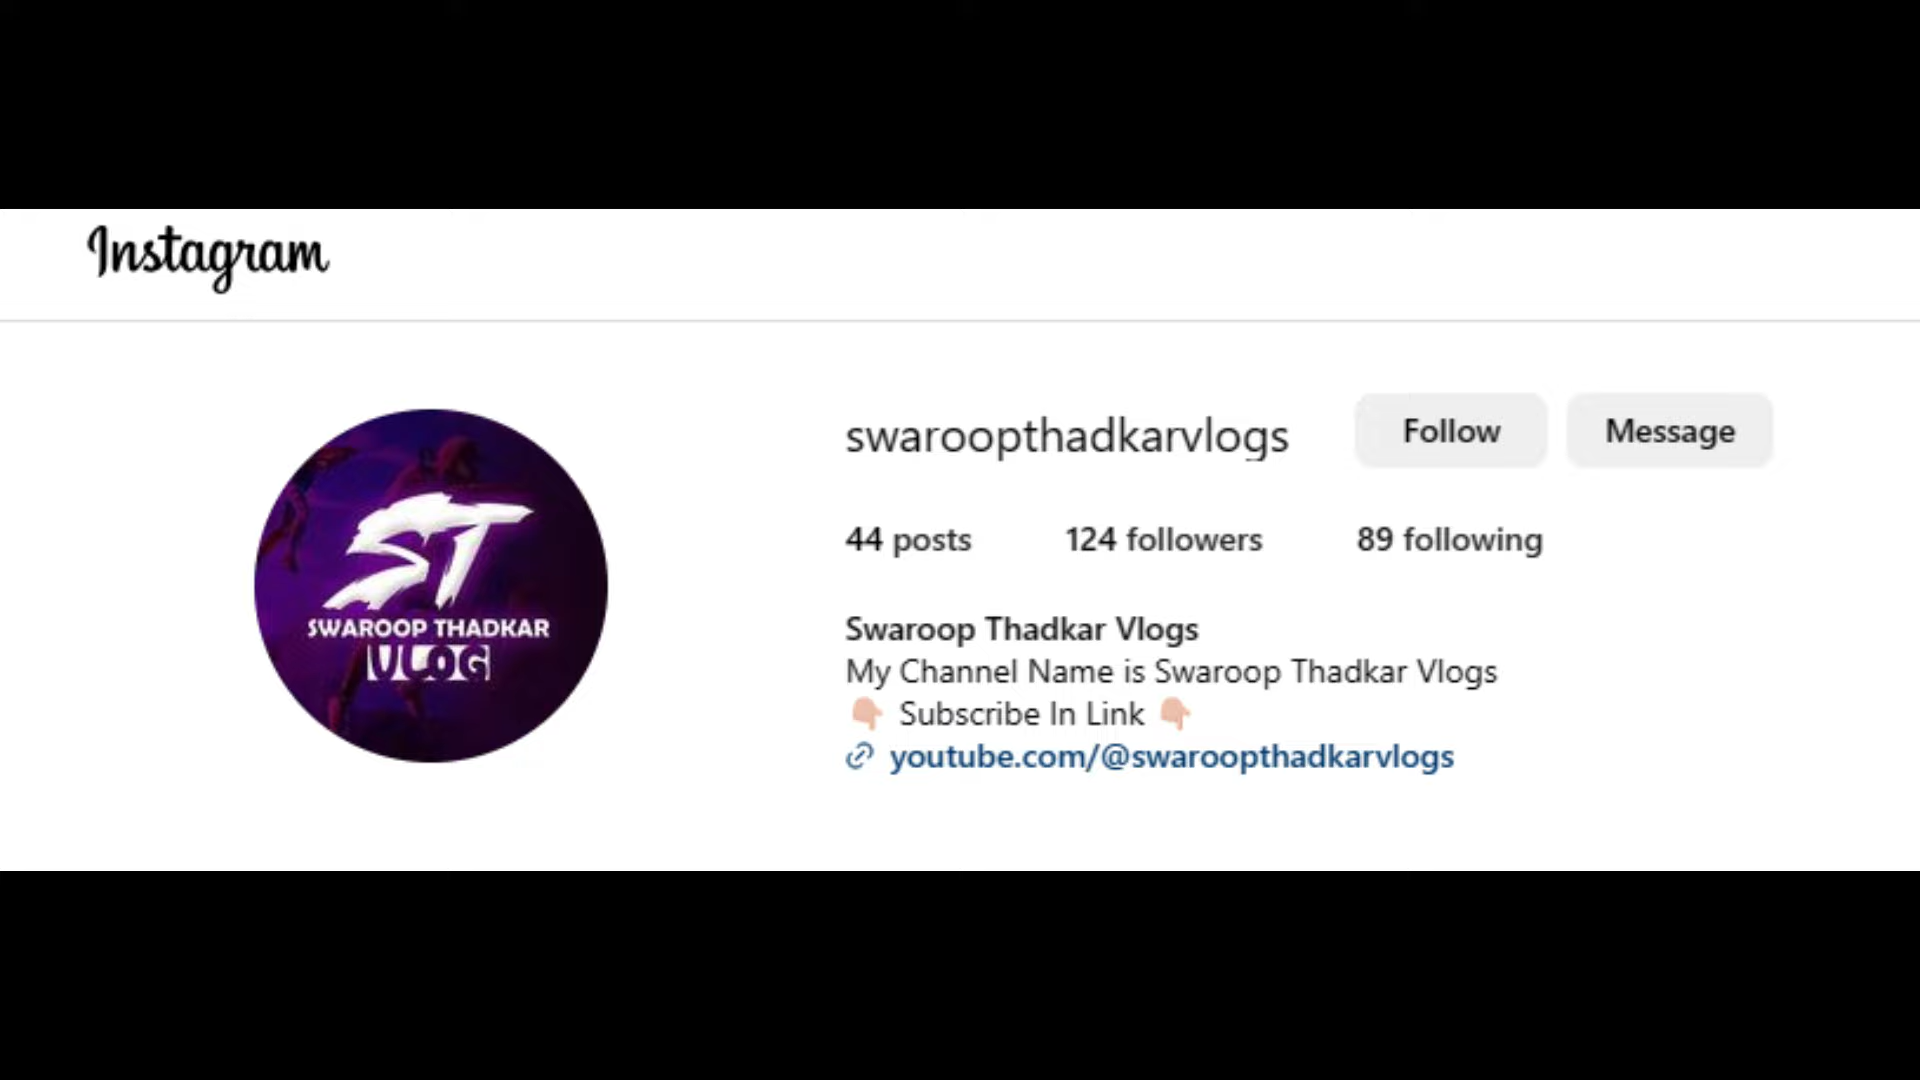 Instagram
swaroopthadkarvlogs Follow Message
44 posts 124 followers 89 following
ST
SWAROOP THADKAR
VLOG
Swaroop Thadkar Vlogs
My Channel Name is Swaroop Thadkar Vlogs
👇🏼 Subscribe In Link 👇🏼
youtube.com/@swaroopthadkarvlogs